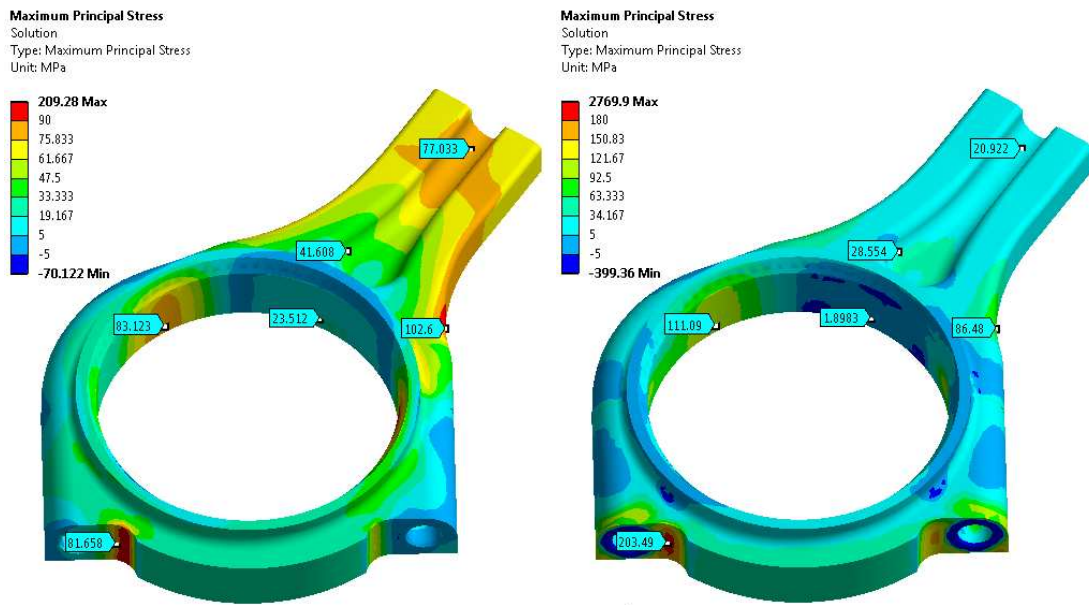 Maximum Principal Stress
Solution
Type: Maximum Principal Stress
Unit: MPa
209.28 Max
90
75.833
61.667
47.5
33.333
19.167
5
-5
-70.122 Min
77.033
41.608
83.123
23.512
102.6
81.658
Maximum Principal Stress
Solution
Type: Maximum Principal Stress
Unit: MPa
2769.9 Max
180
150.83
121.67
92.5
63.333
34.167
5
-5
-399.36 Min
20.922
28.554
111.09
1.8983
86.48
203.49